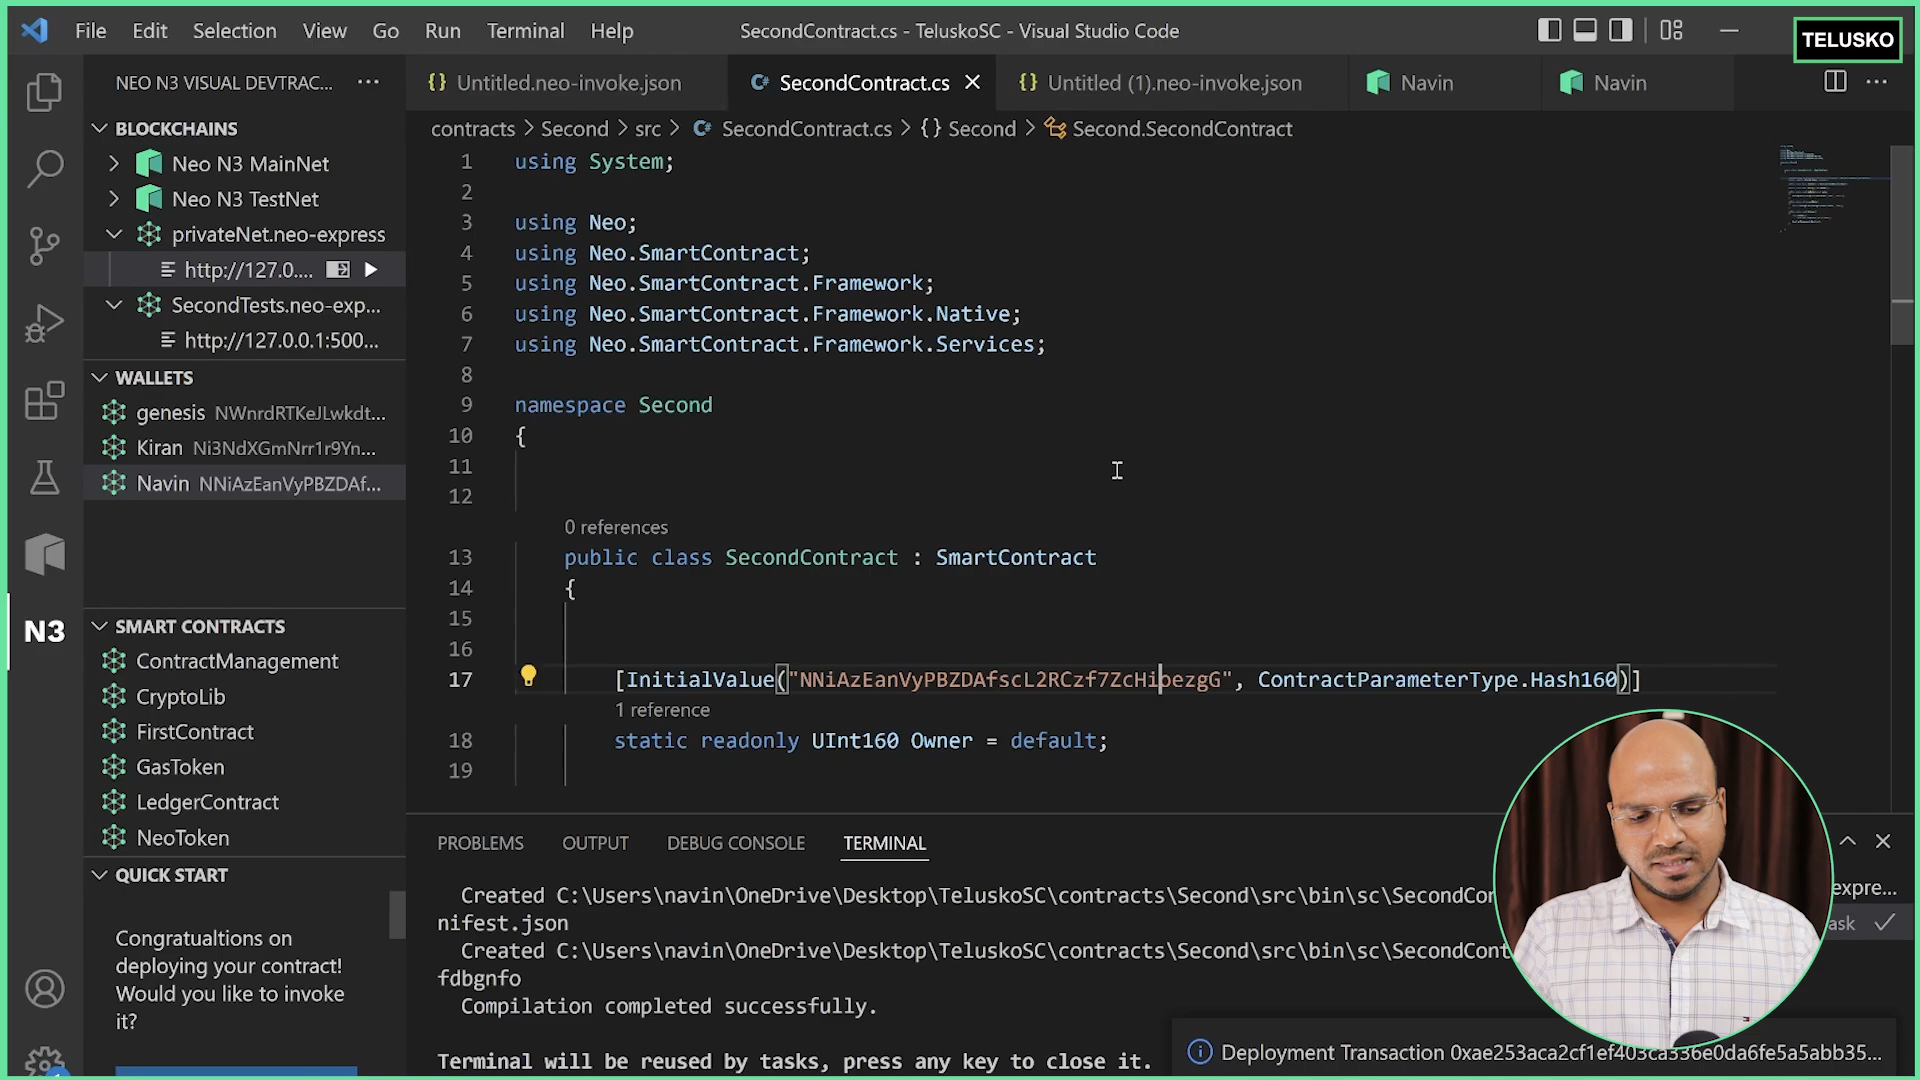 File Edit Selection View Go Run Terminal Help
SecondContract.cs - TeluskoSC - Visual Studio Code
TELUSKO
NEO N3 VISUAL DEVTRAC...
Untitled.neo-invoke.json
SecondContract.cs
Untitled (1).neo-invoke.json
Navin
Navin
contracts > Second > src > SecondContract.cs > {} Second > Second.SecondContract
BLOCKCHAINS
Neo N3 MainNet
Neo N3 TestNet
privateNet.neo-express
http://127.0....
SecondTests.neo-exp...
http://127.0.0.1:500...
WALLETS
genesis NWnrdRTKeJLwkdt...
Kiran Ni3NdXGmNrr1r9Yn...
Navin NNiAzEanVyPBZDAf...
N3
SMART CONTRACTS
ContractManagement
CryptoLib
FirstContract
GasToken
LedgerContract
NeoToken
QUICK START
Congratualtions on
deploying your contract!
Would you like to invoke
it?
1 using System;
2
3 using Neo;
4 using Neo.SmartContract;
5 using Neo.SmartContract.Framework;
6 using Neo.SmartContract.Framework.Native;
7 using Neo.SmartContract.Framework.Services;
8
9 namespace Second
10 {
11
12
0 references
13 public class SecondContract : SmartContract
14 {
15
16
17 [InitialValue("NNiAzEanVyPBZDAfscL2RCzf7ZcHibezgG", ContractParameterType.Hash160)]
1 reference
18 static readonly UInt160 Owner = default;
19
PROBLEMS OUTPUT DEBUG CONSOLE TERMINAL
Created C:\Users\navin\OneDrive\Desktop\TeluskoSC\contracts\Second\src\bin\sc\SecondCon
nifest.json
Created C:\Users\navin\OneDrive\Desktop\TeluskoSC\contracts\Second\src\bin\sc\SecondCont
fdbgnfo
Compilation completed successfully.
Terminal will be reused by tasks, press any key to close it.
expre...
ask
Deployment Transaction 0xae253aca2cf1ef403ca336e0da6fe5a5abb35...